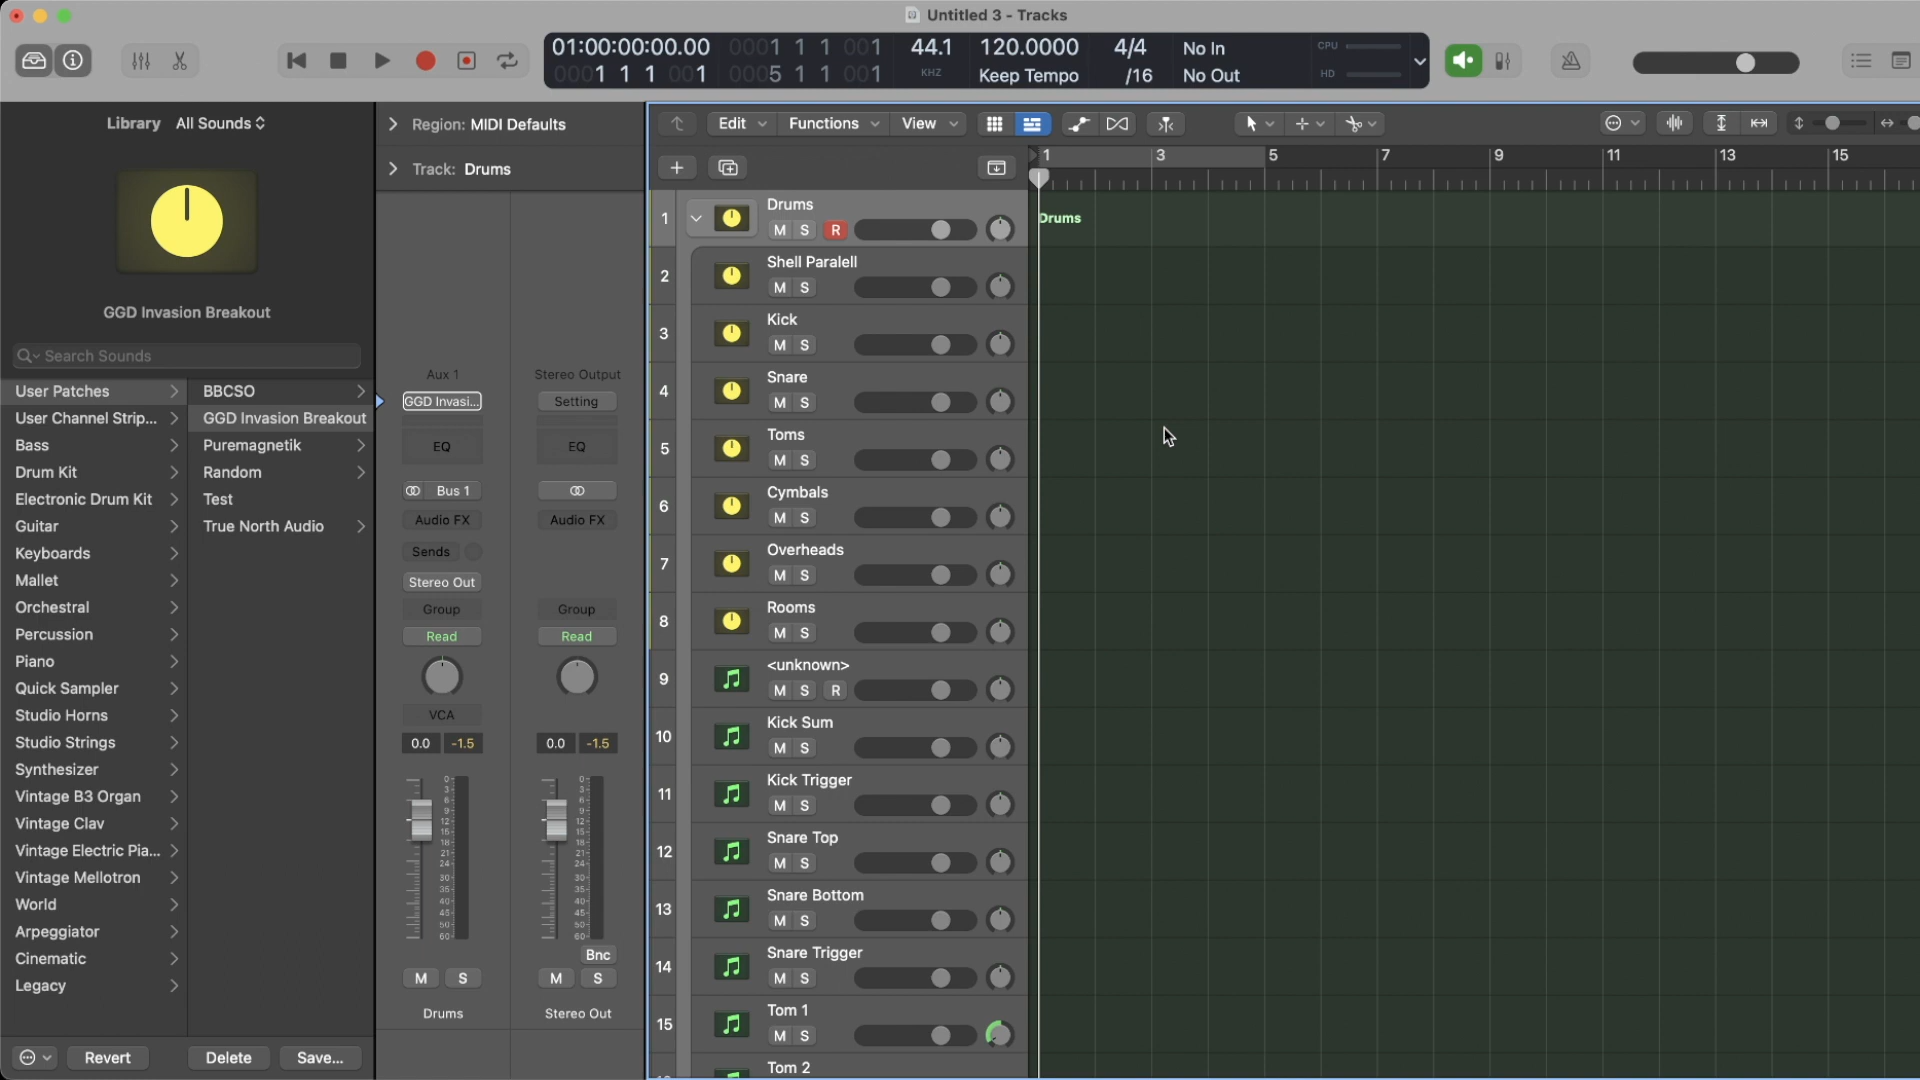 Untitled 3 - Tracks
01:00:00:00.00
0001 1 1 001
0001 1 1 001
0005 1 1 001
44.1
KHZ
120.0000
Keep Tempo
4/4
/16
No In
No Out
CPU
HD
Library All Sounds
GGD Invasion Breakout
Search Sounds
User Patches
User Channel Strip...
Bass
Drum Kit
Electronic Drum Kit
Guitar
Keyboards
Mallet
Orchestral
Percussion
Piano
Quick Sampler
Studio Horns
Studio Strings
Synthesizer
Vintage B3 Organ
Vintage Clav
Vintage Electric Pia...
Vintage Mellotron
World
Arpeggiator
Cinematic
Legacy
BBCSO
GGD Invasion Breakout
Puremagnetik
Random
Test
True North Audio
Revert
Delete
Save...
Region: MIDI Defaults
Track: Drums
Aux 1
GGD Invasi...
EQ
Bus 1
Audio FX
Sends
Stereo Out
Group
Read
VCA
0.0 -1.5
M S
Drums
Stereo Output
Setting
EQ
Audio FX
Group
Read
0.0 -1.5
Bnc
M S
Stereo Out
Edit
Functions
View
1 3 5 7 9 11 13 15
1 Drums
M S R
2 Shell Paralell
M S
3 Kick
M S
4 Snare
M S
5 Toms
M S
6 Cymbals
M S
7 Overheads
M S
8 Rooms
M S
9 <unknown>
M S R
10 Kick Sum
M S
11 Kick Trigger
M S
12 Snare Top
M S
13 Snare Bottom
M S
14 Snare Trigger
M S
15 Tom 1
M S
Tom 2
Drums